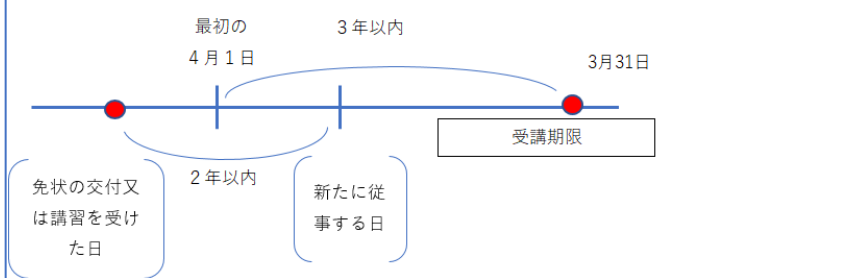 最初の
4月1日
3年以内
3月31日
受講期限
2年以内
免状の交付又
は講習を受け
た日
新たに従
事する日